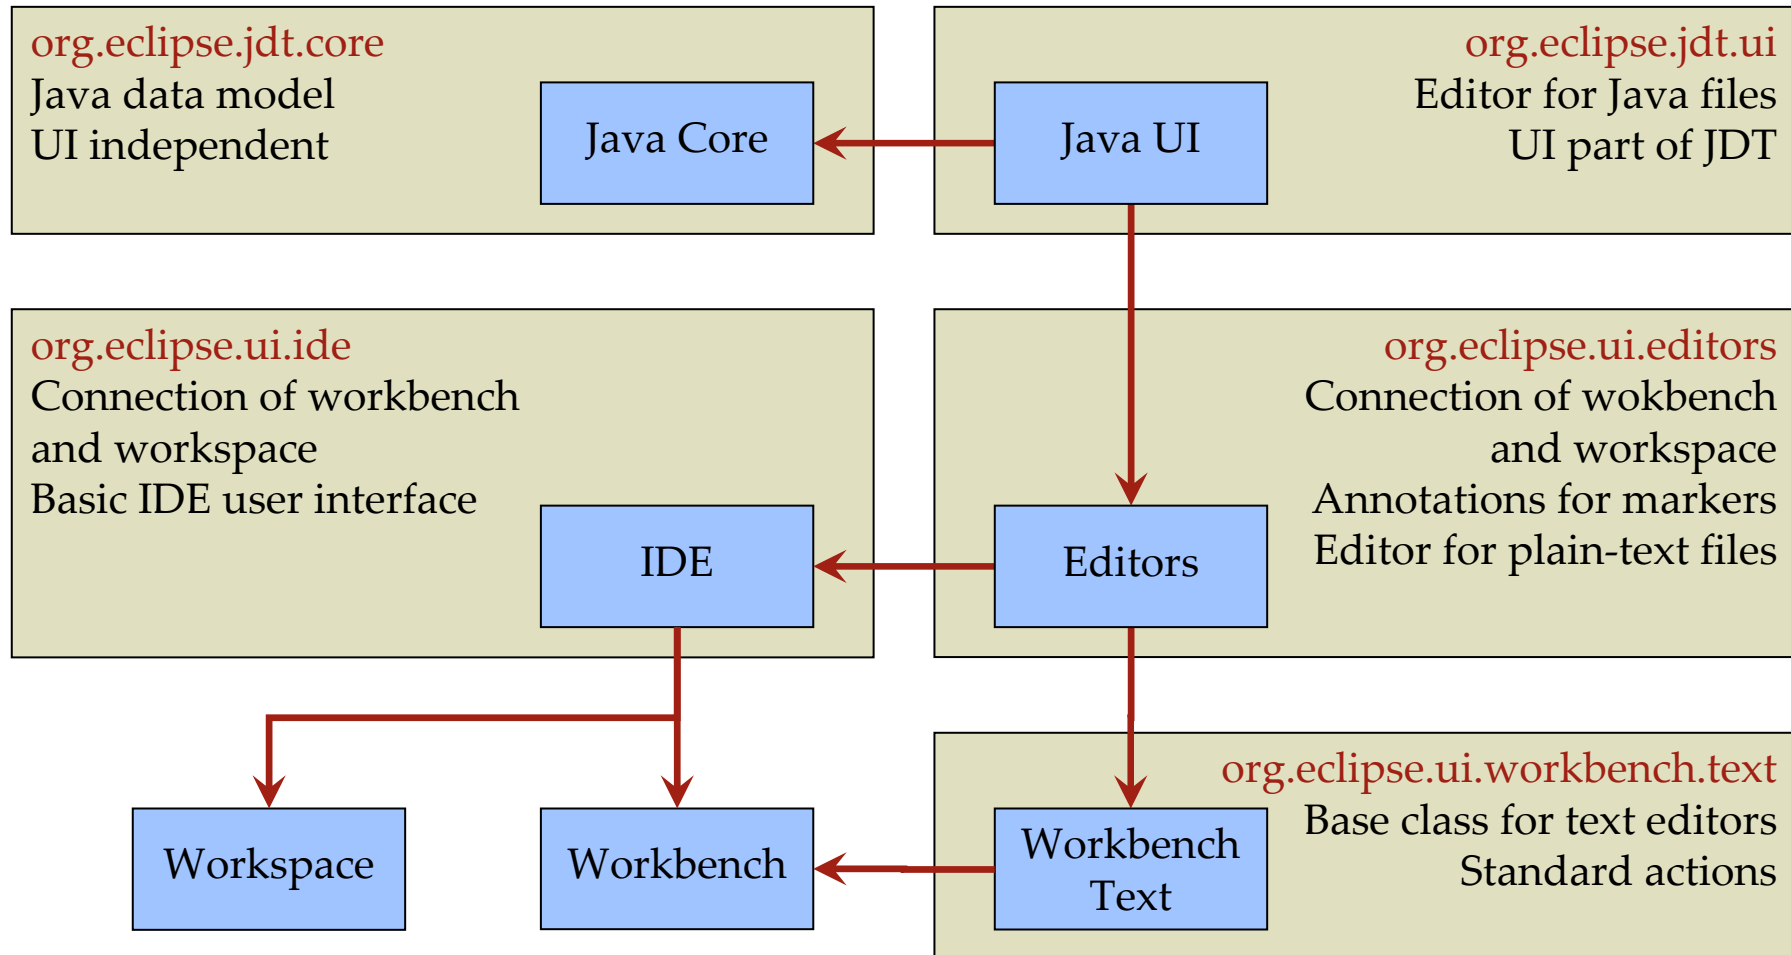 org.eclipse.jdt.core
Java data model
UI independent
Java Core
Java UI
org.eclipse.jdt.ui
Editor for Java files
UI part of JDT
org.eclipse.ui.ide
Connection of workbench
and workspace
Basic IDE user interface
IDE
Editors
org.eclipse.ui.editors
Connection of wokbench
and workspace
Annotations for markers
Editor for plain-text files
Workspace
Workbench
Workbench
Text
org.eclipse.ui.workbench.text
Base class for text editors
Standard actions